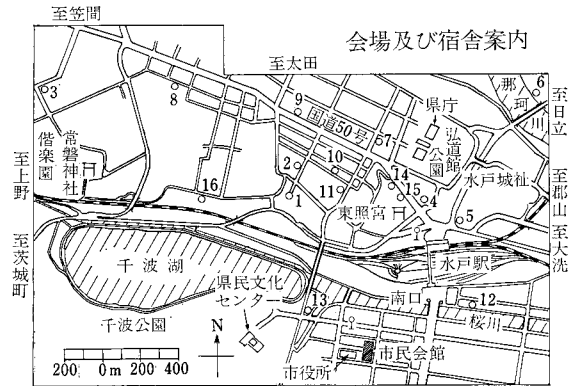 至笠間
会場及び宿舎案内
至太田
6
那珂川
3
8
9
国道50号
県庁
至日立
7
弘道館
公園
偕楽園
常磐神社
2
10
14
水戸城址
至上野
16
1
11
15
4
東照宮
5
至郡山
至大洗
水戸駅
至茨城町
千波湖
県民文化
センター
13
南口
12
桜川
千波公園
N
市民会館
市役所
200 0m 200 400